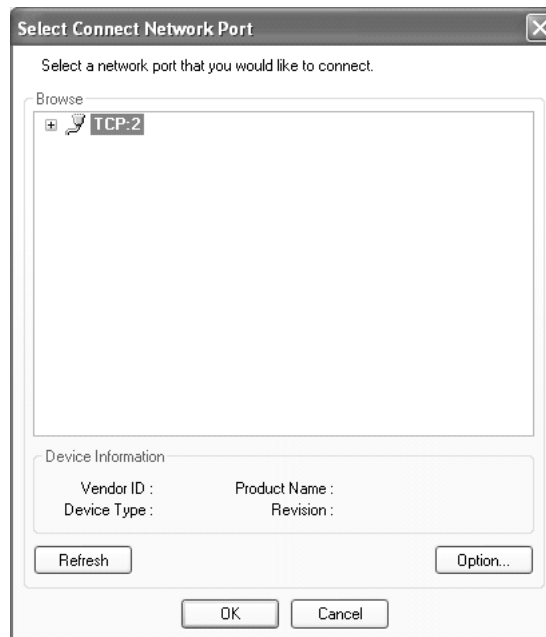 Select Connect Network Port
Select a network port that you would like to connect.
Browse
TCP:2
Device Information
Vendor ID : Product Name :
Device Type : Revision :
Refresh Option...
OK Cancel